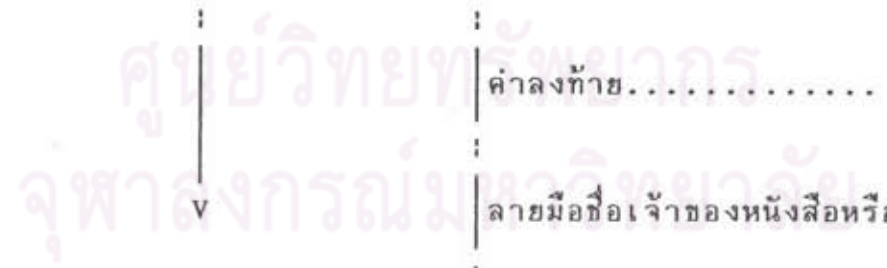 ศูนย์วิทยทรัพยากร
คำลงท้าย.............
จุฬาลงกรณ์มหาวิทยาลัย
v
ลายมือชื่อเจ้าของหนังสือหรือ